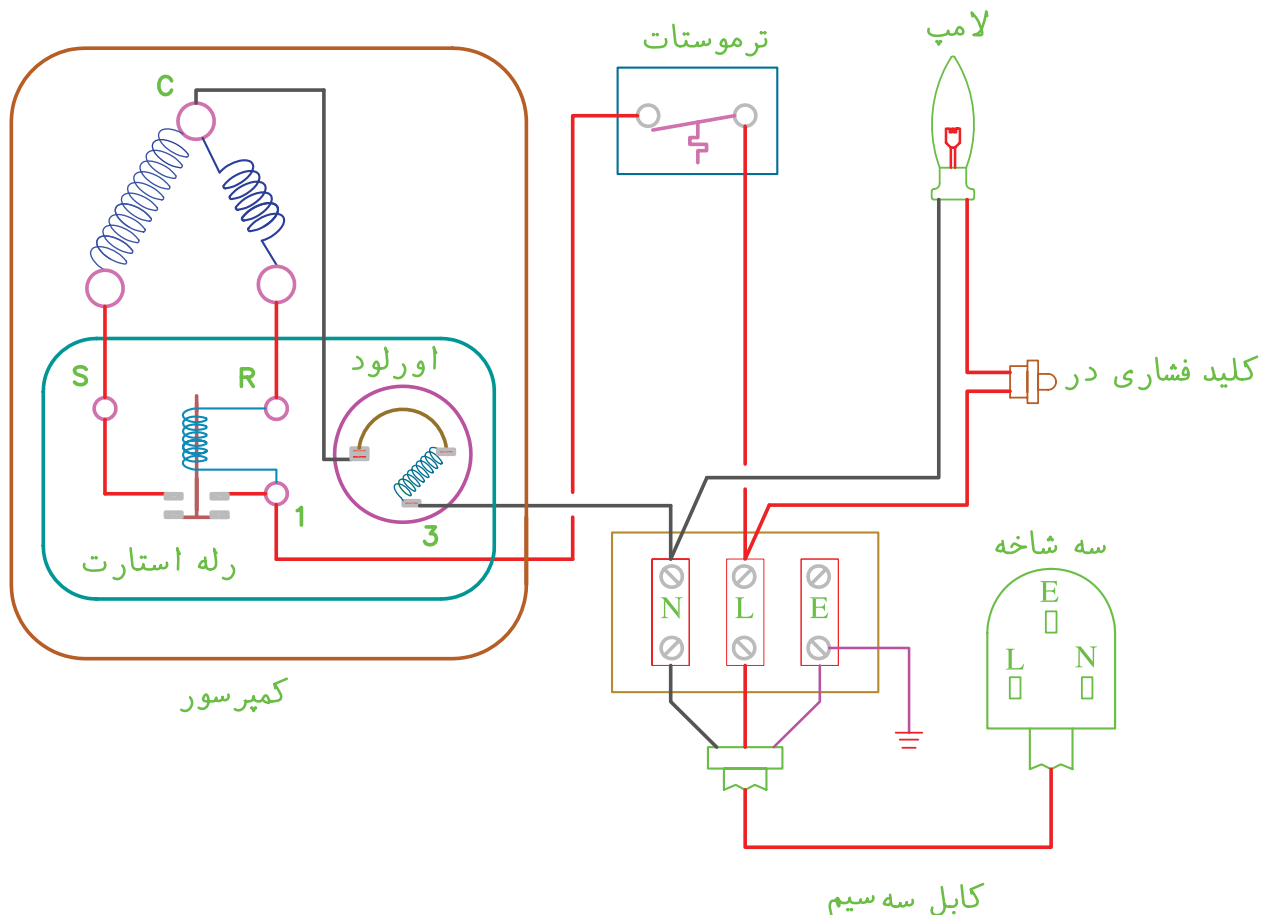 لامپ
ترموستات
C
کلید فشاری در
اورلود
S
R
1
3
رله استارت
سه شاخه
N
L
E
E
L
N
کمپرسور
کابل سه سیم